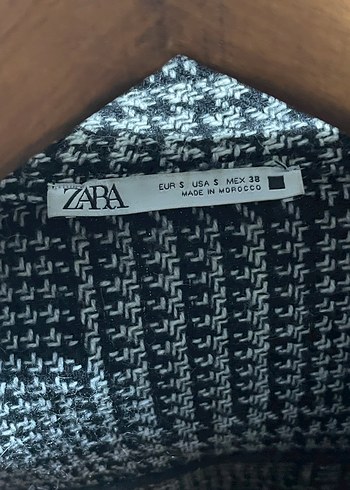 ZARA
EUR S USA S MEX 38
MADE IN MOROCCO